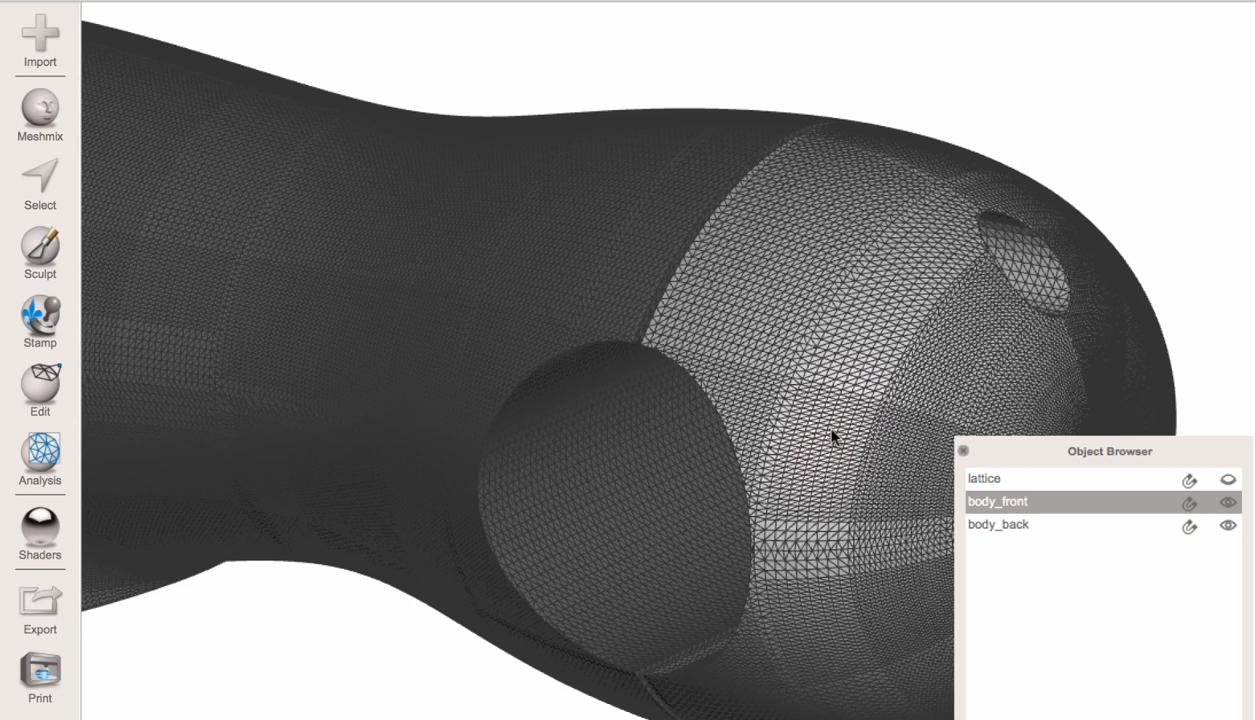 Import
Meshmix
Select
Sculpt
Stamp
Edit
Analysis
Shaders
Export
Print
Object Browser
lattice
body_front
body_back